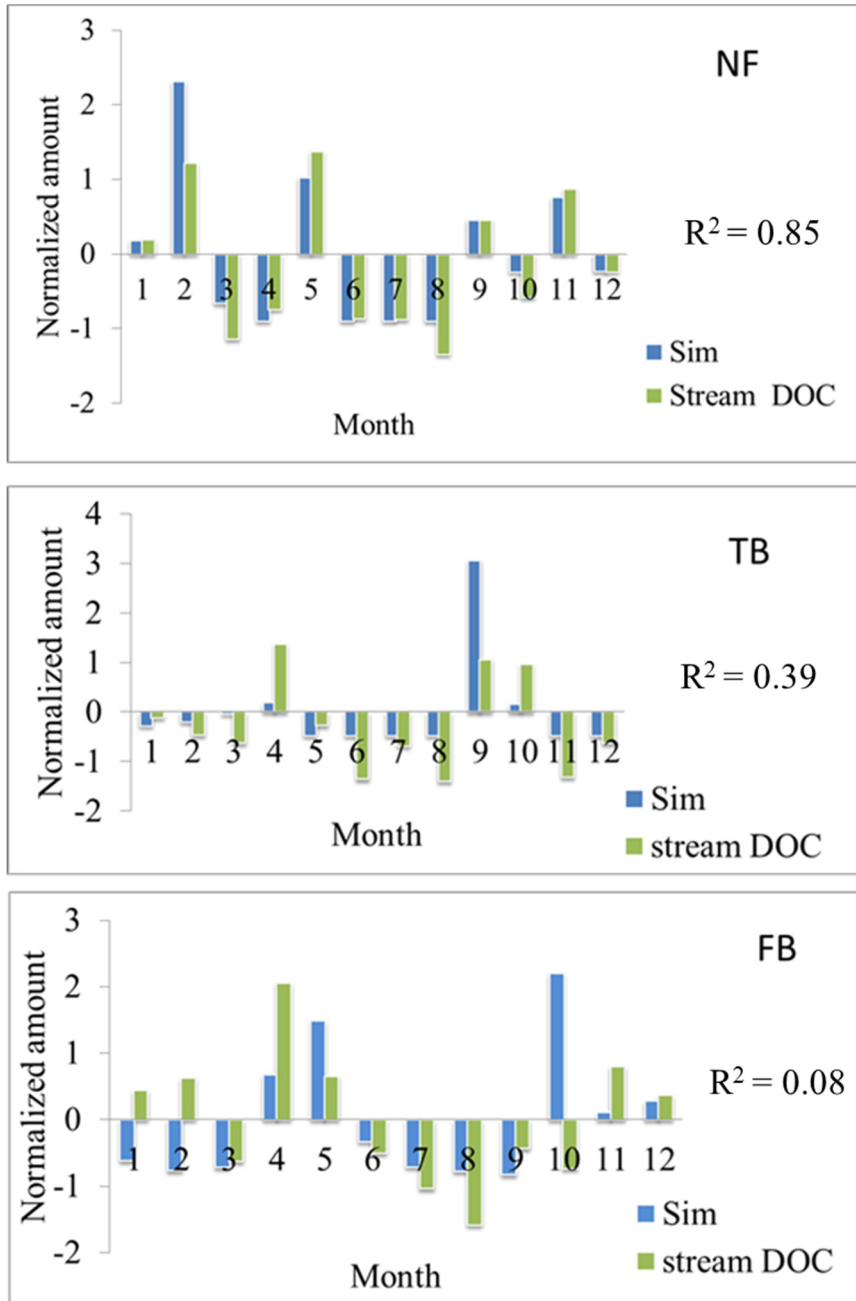 NF
Normalized amount
3
2
1
0
-1
-2
1 2 3 4 5 6 7 8 9 10 11 12
R² = 0.85
Sim
Stream DOC
Month
TB
Normalized amount
4
3
2
1
0
-1
-2
1 2 3 4 5 6 7 8 9 10 11 12
R² = 0.39
Sim
stream DOC
Month
FB
Normalized amount
3
2
1
0
-1
-2
1 2 3 4 5 6 7 8 9 10 11 12
R² = 0.08
Sim
stream DOC
Month